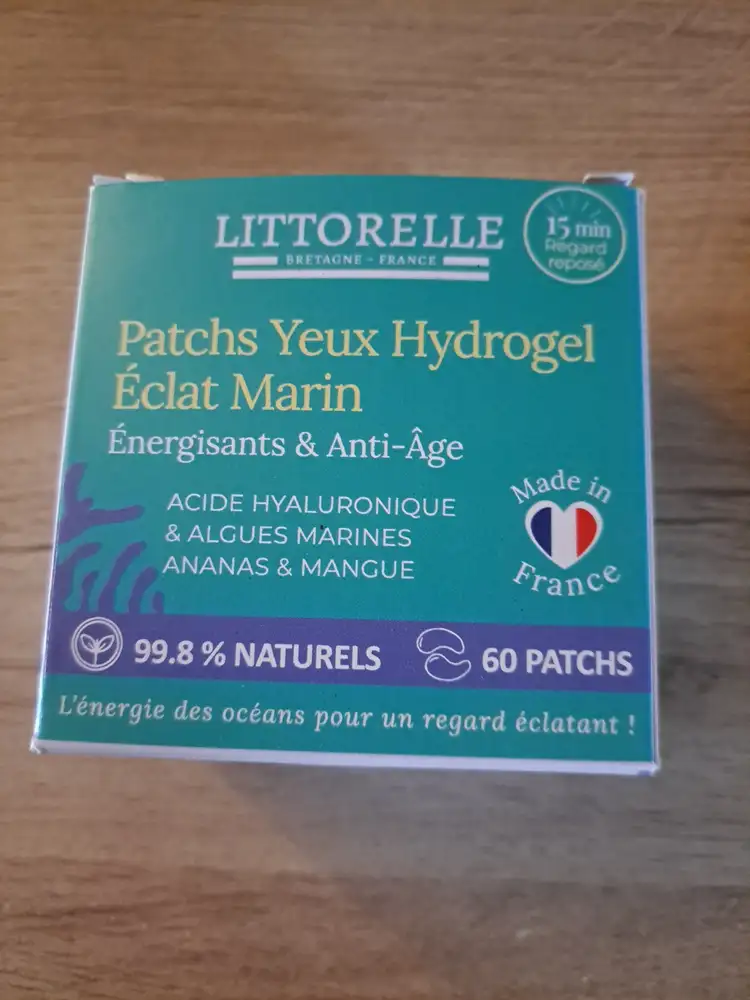 LITTORELLE
BRETAGNE - FRANCE
15 min
Regard
reposé
Patchs Yeux Hydrogel
Éclat Marin
Énergisants & Anti-Âge
ACIDE HYALURONIQUE
& ALGUES MARINES
ANANAS & MANGUE
Made in
France
99.8 % NATURELS
60 PATCHS
L'énergie des océans pour un regard éclatant !